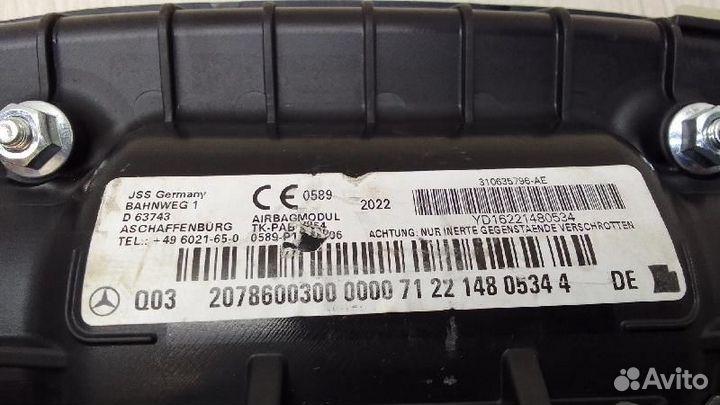 JSS Germany
BAHNWEG 1
D 63743
ASCHAFFENBURG
TEL.: +49 6021-65-0
CE 0589 2022
AIRBAGMODUL
310635796-AE
YD16221480534
ACHTUNG: NUR INERTE GEGENSTAENDE VERSCHROTTEN
Q03 2078600300 0000 71 22 148 0534 4 DE
Avito